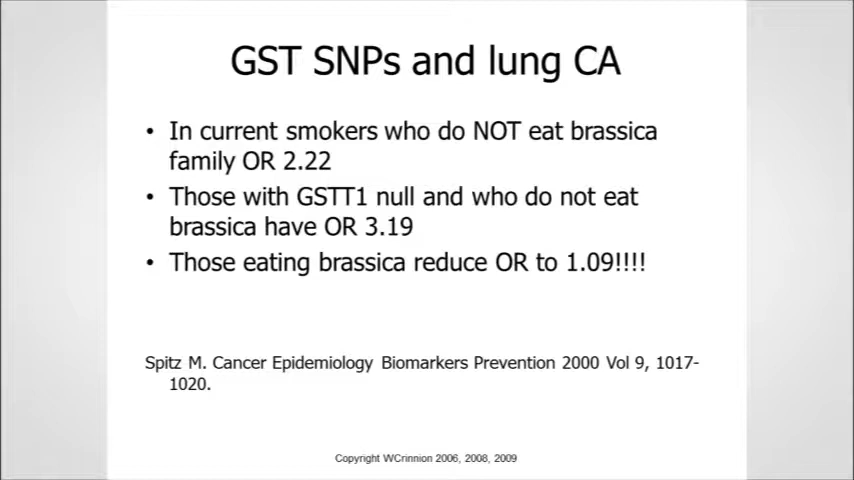 GST SNPs and lung CA
• In current smokers who do NOT eat brassica
family OR 2.22
• Those with GSTT1 null and who do not eat
brassica have OR 3.19
• Those eating brassica reduce OR to 1.09!!!!
Spitz M. Cancer Epidemiology Biomarkers Prevention 2000 Vol 9, 1017-
1020.
Copyright WCrinnion 2006, 2008, 2009